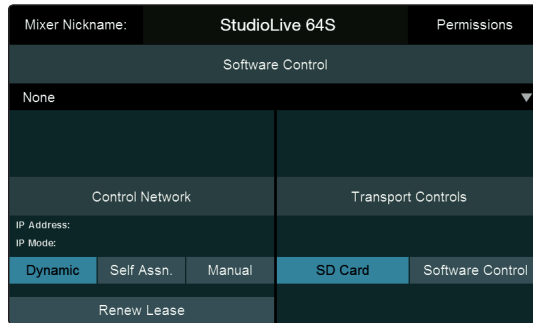 Mixer Nickname: StudioLive 64S Permissions
Software Control
None
Control Network Transport Controls
IP Address:
IP Mode:
Dynamic Self Assn. Manual SD Card Software Control
Renew Lease